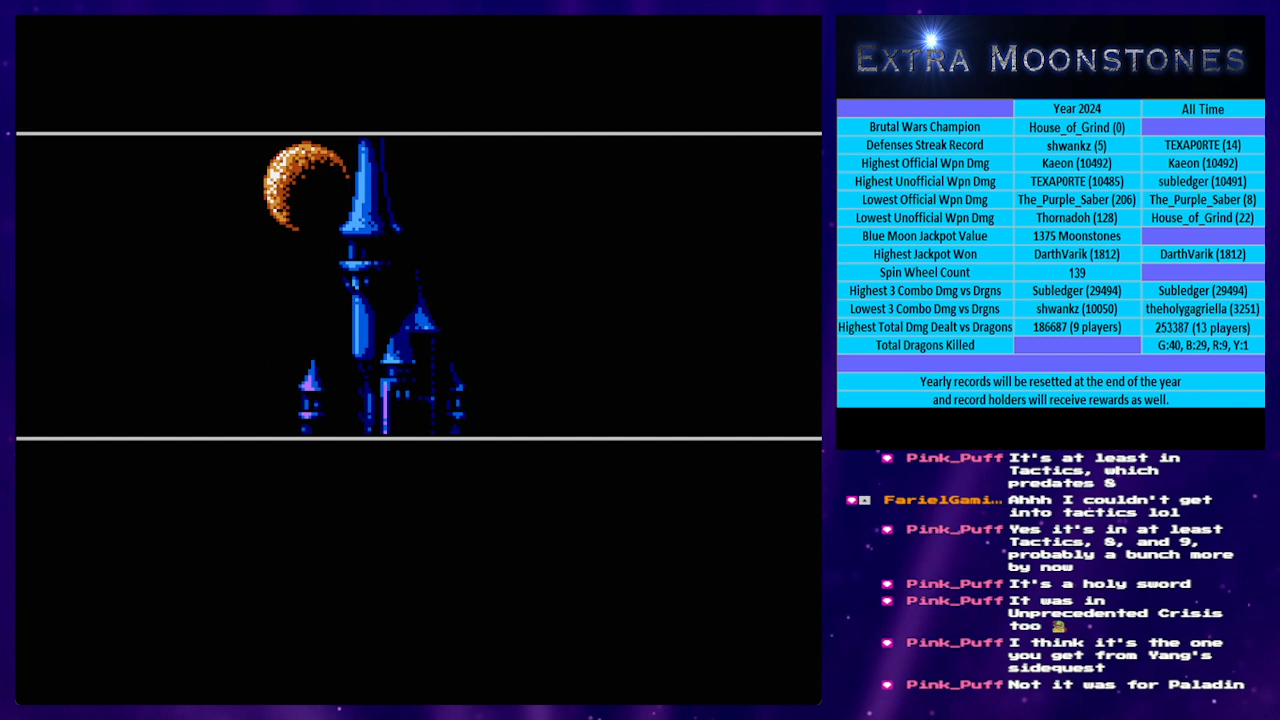 EXTRA MOONSTONES
Year 2024 All Time
Brutal Wars Champion House_of_Grind (0)
Defenses Streak Record shwankz (5) TEXAP0RTE (14)
Highest Official Wpn Dmg Kaeon (10492) Kaeon (10492)
Highest Unofficial Wpn Dmg TEXAP0RTE (10485) subledger (10491)
Lowest Official Wpn Dmg The_Purple_Saber (206) The_Purple_Saber (8)
Lowest Unofficial Wpn Dmg Thornadoh (128) House_of_Grind (22)
Blue Moon Jackpot Value 1375 Moonstones
Highest Jackpot Won DarthVarik (1812) DarthVarik (1812)
Spin Wheel Count 139
Highest 3 Combo Dmg vs Drgns Subledger (29494) Subledger (29494)
Lowest 3 Combo Dmg vs Drgns shwankz (10050) theholygagriella (3251)
Highest Total Dmg Dealt vs Dragons 186687 (9 players) 253387 (13 players)
Total Dragons Killed G:40, B:29, R:9, Y:1
Yearly records will be resetted at the end of the year
and record holders will receive rewards as well.
Pink_Puff It's at least in
Tactics, which
predates 8
FarielGami... Ahhh I couldn't get
into tactics lol
Pink_Puff Yes it's in at least
Tactics, 8, and 9,
probably a bunch more
by now
Pink_Puff It's a holy sword
Pink_Puff It was in
Unprecedented Crisis
too
Pink_Puff I think it's the one
you get from Yang's
sidequest
Pink_Puff Not it was for Paladin